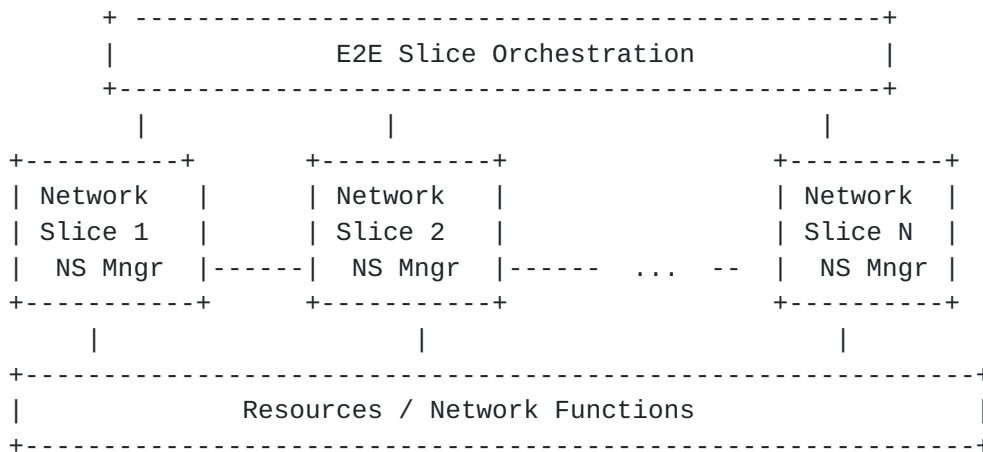 E2E Slice Orchestration
Network Network Network
Slice 1 Slice 2 Slice N
NS Mngr NS Mngr ... NS Mngr
Resources / Network Functions